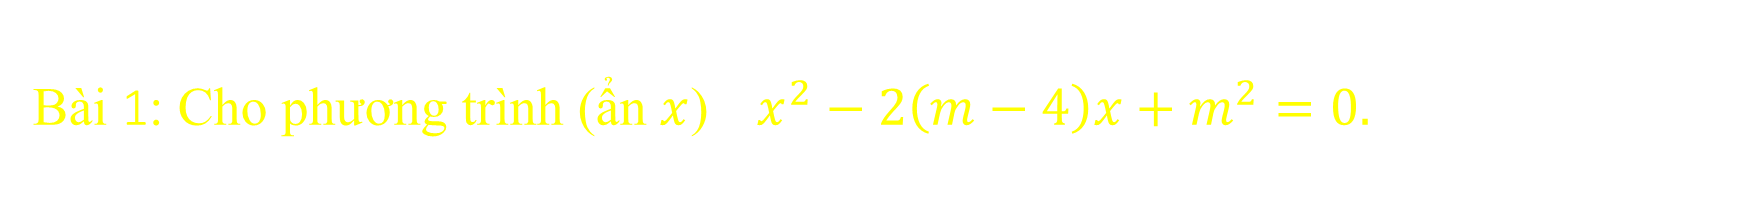 Bài 1: Cho phương trình (ẩn x) x² − 2(m − 4)x + m² = 0.